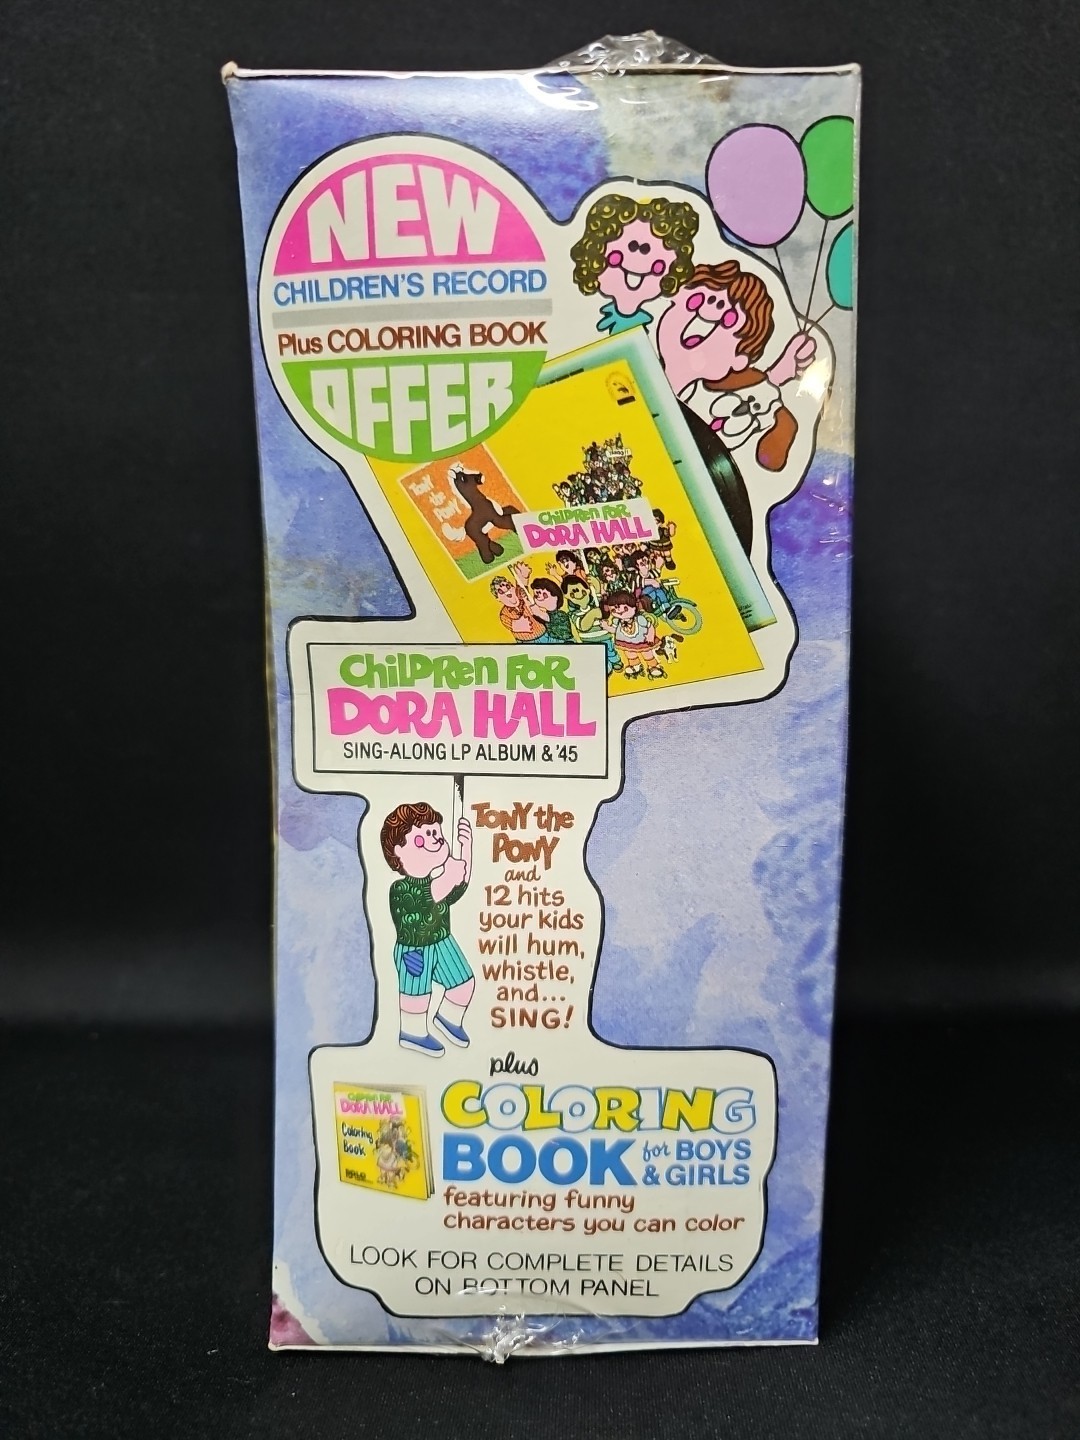 NEW
CHILDREN'S RECORD
Plus COLORING BOOK
OFFER
TONY
the
PONY
CHILDREN FOR
DORA HALL
CHILDREN FOR
DORA HALL
SING-ALONG LP ALBUM & '45
TONY the
PONY
and
12 hits
your kids
will hum,
whistle,
and...
SING!
plus
COLORING
BOOK for BOYS
& GIRLS
featuring funny
characters you can color
CHILDREN FOR
DORA HALL
Coloring
Book
LOOK FOR COMPLETE DETAILS
ON BOTTOM PANEL